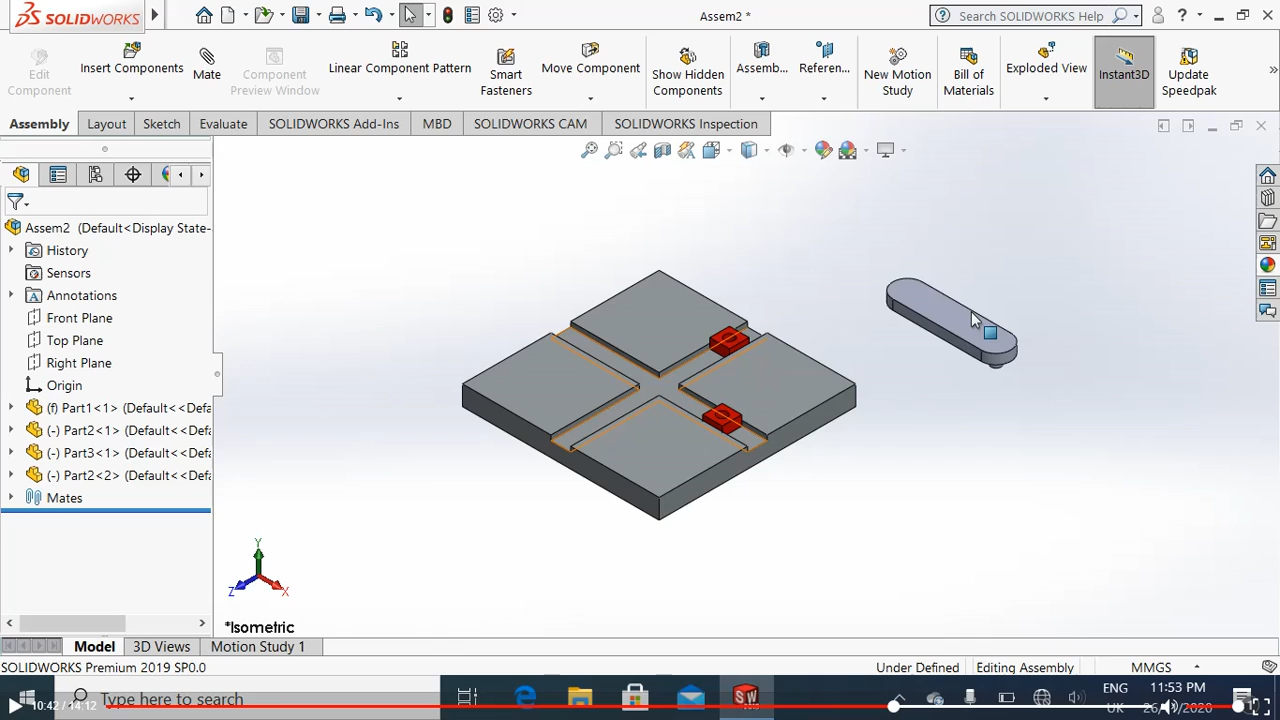 SOLIDWORKS
Assem2 *
Search SOLIDWORKS Help
Edit Component
Insert Components
Mate
Component Preview Window
Linear Component Pattern
Smart Fasteners
Move Component
Show Hidden Components
Assemb...
Referen...
New Motion Study
Bill of Materials
Exploded View
Instant3D
Update Speedpak
Assembly
Layout
Sketch
Evaluate
SOLIDWORKS Add-Ins
MBD
SOLIDWORKS CAM
SOLIDWORKS Inspection
Assem2 (Default<Display State-
History
Sensors
Annotations
Front Plane
Top Plane
Right Plane
Origin
(f) Part1<1> (Default<<Defa
(-) Part2<1> (Default<<Defa
(-) Part3<1> (Default<<Defa
(-) Part2<2> (Default<<Defa
Mates
Y
Z
X
*Isometric
Model
3D Views
Motion Study 1
SOLIDWORKS Premium 2019 SP0.0
Under Defined
Editing Assembly
MMGS
Type here to search
ENG
11:53 PM
UK
10:42 / 14:12